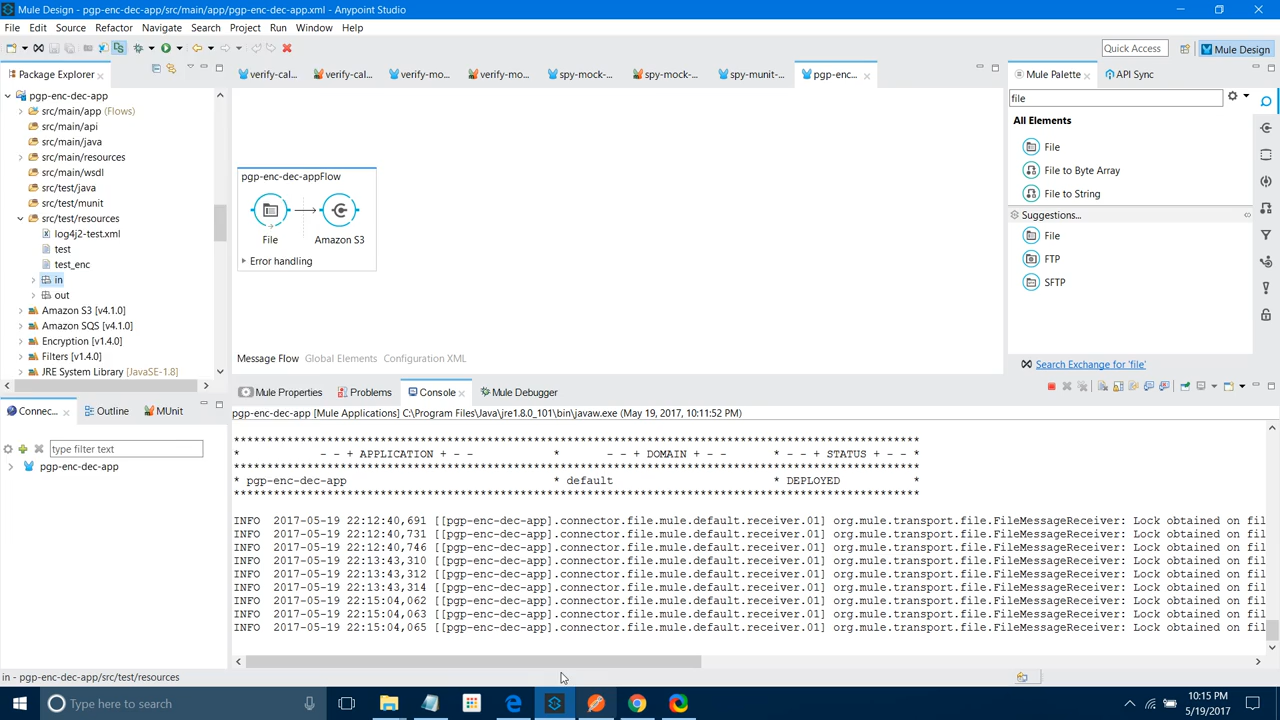 Mule Design - pgp-enc-dec-app/src/main/app/pgp-enc-dec-app.xml - Anypoint Studio
File Edit Source Refactor Navigate Search Project Run Window Help
Quick Access
Mule Design
Package Explorer
verify-cal...
verify-cal...
verify-mo...
verify-mo...
spy-mock-...
spy-mock-...
spy-munit-...
pgp-enc...
Mule Palette
API Sync
pgp-enc-dec-app
src/main/app (Flows)
src/main/api
src/main/java
src/main/resources
src/main/wsdl
src/test/java
src/test/munit
src/test/resources
log4j2-test.xml
test
test_enc
in
out
Amazon S3 [v4.1.0]
Amazon SQS [v4.1.0]
Encryption [v1.4.0]
Filters [v1.4.0]
JRE System Library [JavaSE-1.8]
pgp-enc-dec-appFlow
File
Amazon S3
Error handling
Message Flow Global Elements Configuration XML
file
All Elements
File
File to Byte Array
File to String
Suggestions...
File
FTP
SFTP
Search Exchange for 'file'
Connec...
Outline
MUnit
type filter text
pgp-enc-dec-app
Mule Properties
Problems
Console
Mule Debugger
pgp-enc-dec-app [Mule Applications] C:\Program Files\Java\jre1.8.0_101\bin\javaw.exe (May 19, 2017, 10:11:52 PM)
* - - + APPLICATION + - - * - - + DOMAIN + - - * - - + STATUS + - - *
* pgp-enc-dec-app * default * DEPLOYED *
INFO 2017-05-19 22:12:40,691 [[pgp-enc-dec-app].connector.file.mule.default.receiver.01] org.mule.transport.file.FileMessageReceiver: Lock obtained on fil
INFO 2017-05-19 22:12:40,731 [[pgp-enc-dec-app].connector.file.mule.default.receiver.01] org.mule.transport.file.FileMessageReceiver: Lock obtained on fil
INFO 2017-05-19 22:12:40,746 [[pgp-enc-dec-app].connector.file.mule.default.receiver.01] org.mule.transport.file.FileMessageReceiver: Lock obtained on fil
INFO 2017-05-19 22:13:43,310 [[pgp-enc-dec-app].connector.file.mule.default.receiver.01] org.mule.transport.file.FileMessageReceiver: Lock obtained on fil
INFO 2017-05-19 22:13:43,312 [[pgp-enc-dec-app].connector.file.mule.default.receiver.01] org.mule.transport.file.FileMessageReceiver: Lock obtained on fil
INFO 2017-05-19 22:13:43,314 [[pgp-enc-dec-app].connector.file.mule.default.receiver.01] org.mule.transport.file.FileMessageReceiver: Lock obtained on fil
INFO 2017-05-19 22:15:04,062 [[pgp-enc-dec-app].connector.file.mule.default.receiver.01] org.mule.transport.file.FileMessageReceiver: Lock obtained on fil
INFO 2017-05-19 22:15:04,063 [[pgp-enc-dec-app].connector.file.mule.default.receiver.01] org.mule.transport.file.FileMessageReceiver: Lock obtained on fil
INFO 2017-05-19 22:15:04,065 [[pgp-enc-dec-app].connector.file.mule.default.receiver.01] org.mule.transport.file.FileMessageReceiver: Lock obtained on fil
in - pgp-enc-dec-app/src/test/resources
Type here to search
10:15 PM
5/19/2017